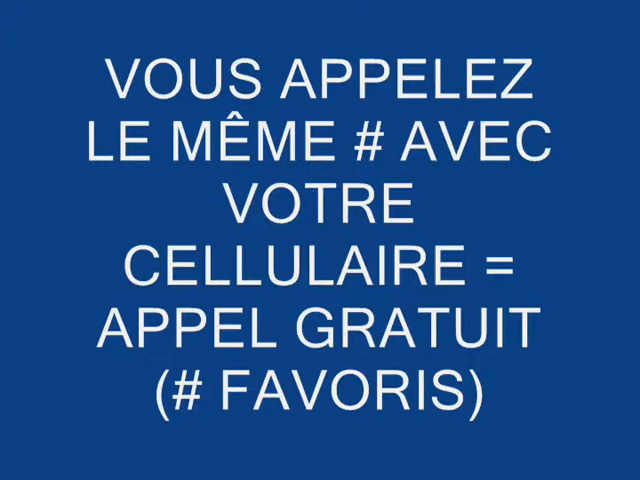 VOUS APPELEZ
LE MÊME # AVEC
VOTRE
CELLULAIRE =
APPEL GRATUIT
(# FAVORIS)